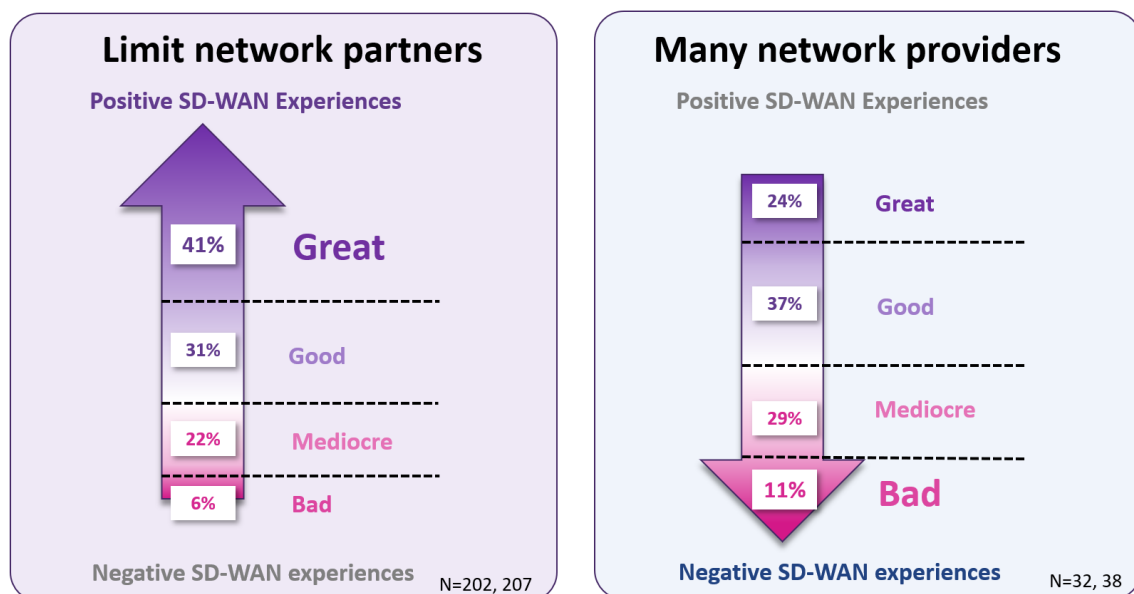 Limit network partners
Positive SD-WAN Experiences
41%
Great
31%
Good
22%
Mediocre
6%
Bad
Negative SD-WAN experiences
N=202, 207
Many network providers
Positive SD-WAN Experiences
24%
Great
37%
Good
29%
Mediocre
11%
Bad
Negative SD-WAN experiences
N=32, 38